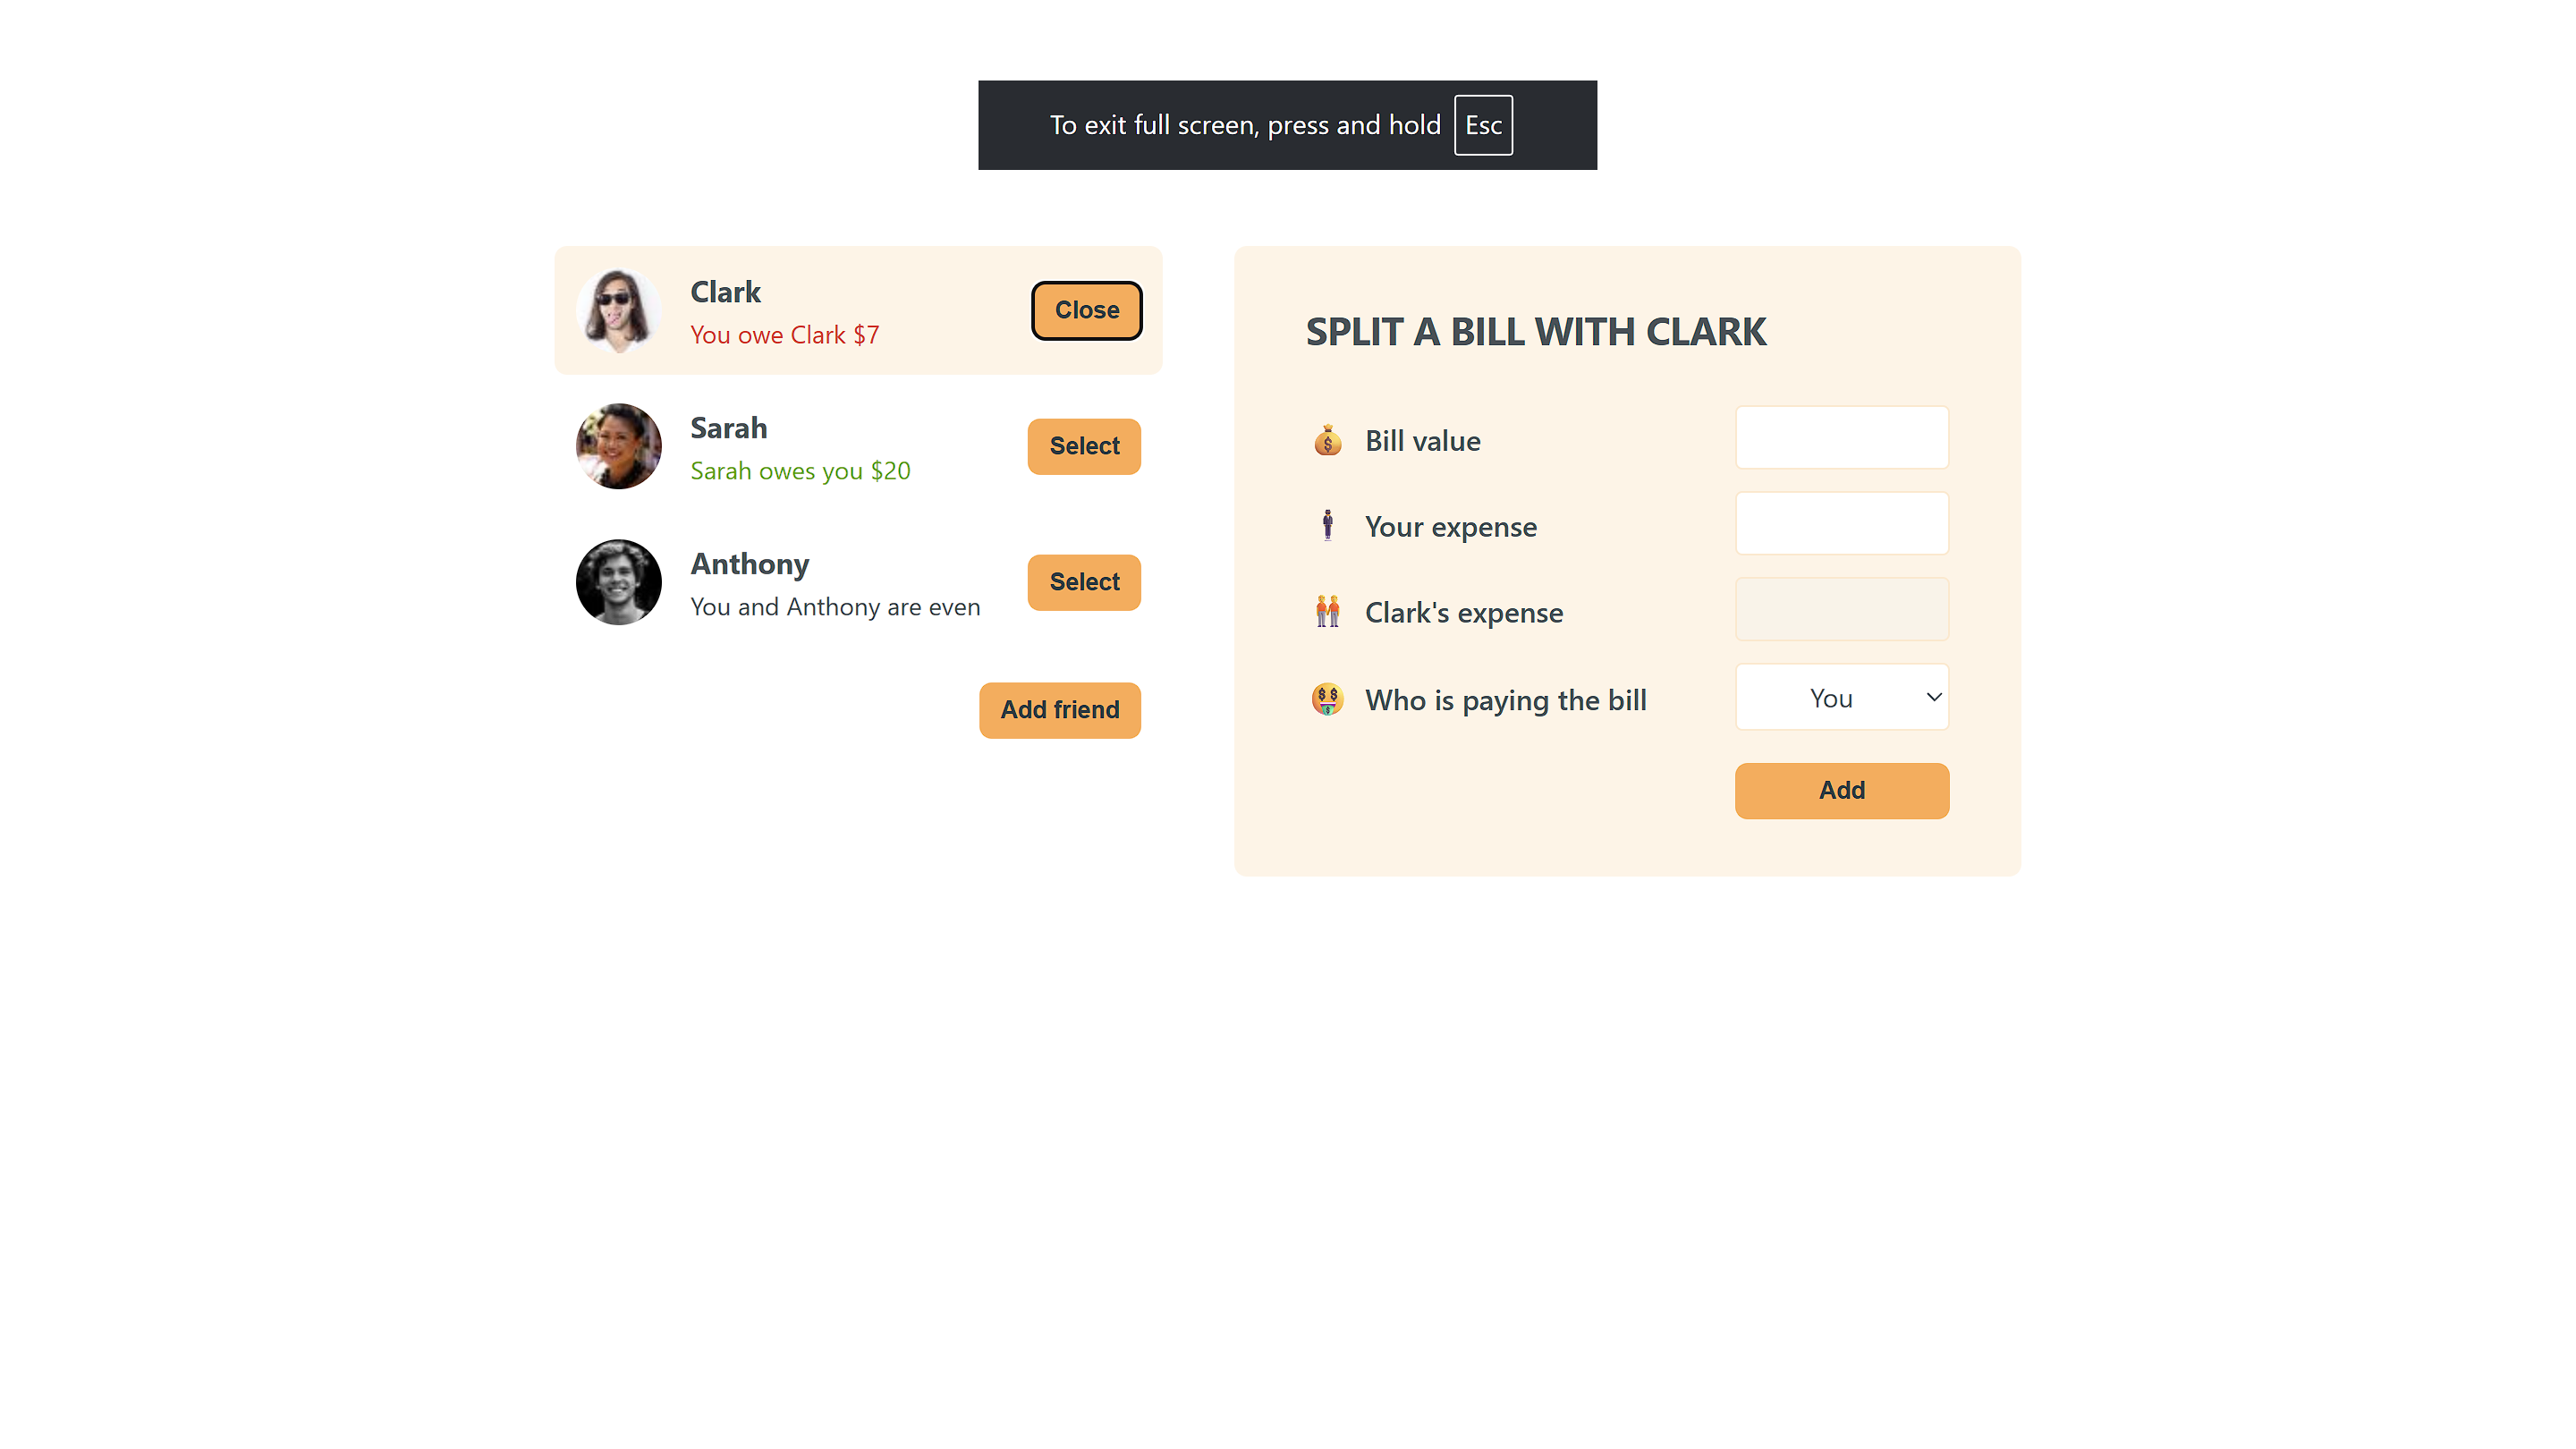 To exit full screen, press and hold Esc
Clark
You owe Clark $7
Close
Sarah
Sarah owes you $20
Select
Anthony
You and Anthony are even
Select
Add friend
SPLIT A BILL WITH CLARK
💰 Bill value
🕴️ Your expense
🧑‍🤝‍🧑 Clark's expense
🤑 Who is paying the bill
You
Add